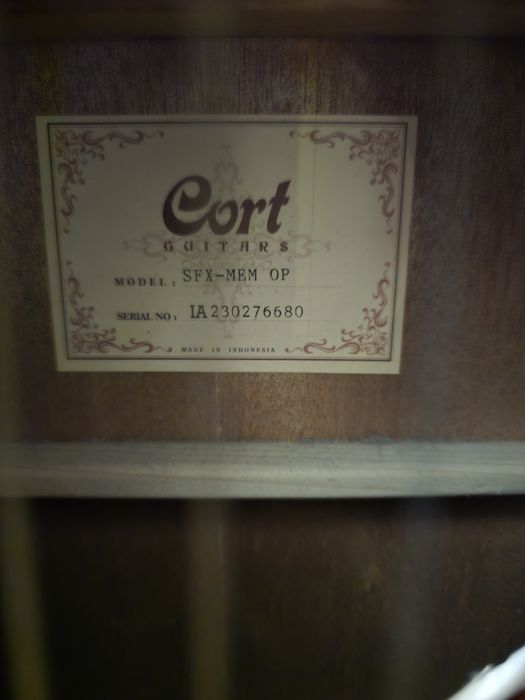 Cort
GUITARS
MODEL: SFX-MEM OP
SERIAL NO: IA230276680
MADE IN INDONESIA